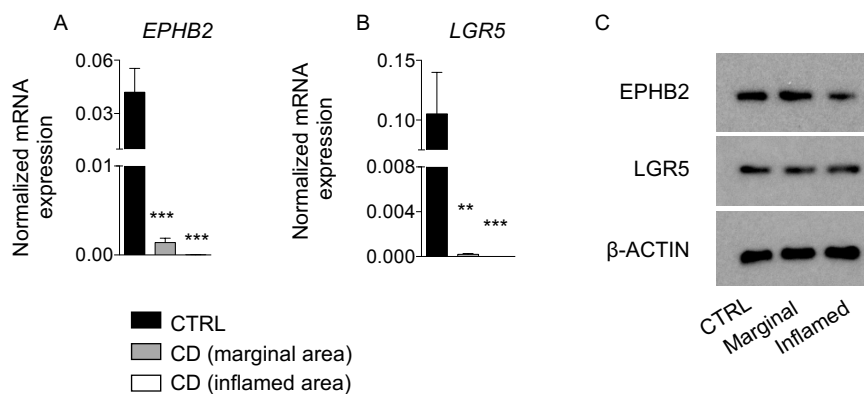 A
EPHB2
Normalized mRNA
expression
0.06
0.03
0.01
0.00
***
***
B
LGR5
Normalized mRNA
expression
0.15
0.10
0.008
0.004
0.000
**
***
CTRL
CD (marginal area)
CD (inflamed area)
C
EPHB2
LGR5
β-ACTIN
CTRL
Marginal
Inflamed